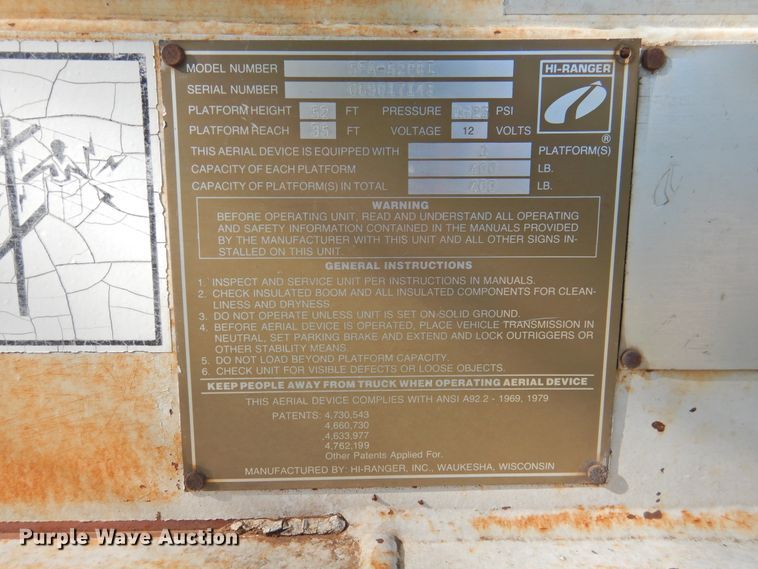 MODEL NUMBER
HI-RANGER
SERIAL NUMBER
PLATFORM HEIGHT 52 FT PRESSURE PSI
PLATFORM REACH 35 FT VOLTAGE 12 VOLTS
®
THIS AERIAL DEVICE IS EQUIPPED WITH 1 PLATFORM(S)
CAPACITY OF EACH PLATFORM 400 LB.
CAPACITY OF PLATFORM(S) IN TOTAL 400 LB.
WARNING
BEFORE OPERATING UNIT, READ AND UNDERSTAND ALL OPERATING
AND SAFETY INFORMATION CONTAINED IN THE MANUALS PROVIDED
BY THE MANUFACTURER WITH THIS UNIT AND ALL OTHER SIGNS IN-
STALLED ON THIS UNIT.
GENERAL INSTRUCTIONS
1. INSPECT AND SERVICE UNIT PER INSTRUCTIONS IN MANUALS.
2. CHECK INSULATED BOOM AND ALL INSULATED COMPONENTS FOR CLEAN-
LINESS AND DRYNESS
3. DO NOT OPERATE UNLESS UNIT IS SET ON SOLID GROUND.
4. BEFORE AERIAL DEVICE IS OPERATED, PLACE VEHICLE TRANSMISSION IN
NEUTRAL, SET PARKING BRAKE AND EXTEND AND LOCK OUTRIGGERS OR
OTHER STABILITY MEANS.
5. DO NOT LOAD BEYOND PLATFORM CAPACITY.
6. CHECK UNIT FOR VISIBLE DEFECTS OR LOOSE OBJECTS.
KEEP PEOPLE AWAY FROM TRUCK WHEN OPERATING AERIAL DEVICE
THIS AERIAL DEVICE COMPLIES WITH ANSI A92.2 - 1969, 1979
PATENTS: 4,730,543
4,660,730
4,633,977
4,762,199
Other Patents Applied For.
MANUFACTURED BY: HI-RANGER, INC., WAUKESHA, WISCONSIN
Purple Wave Auction